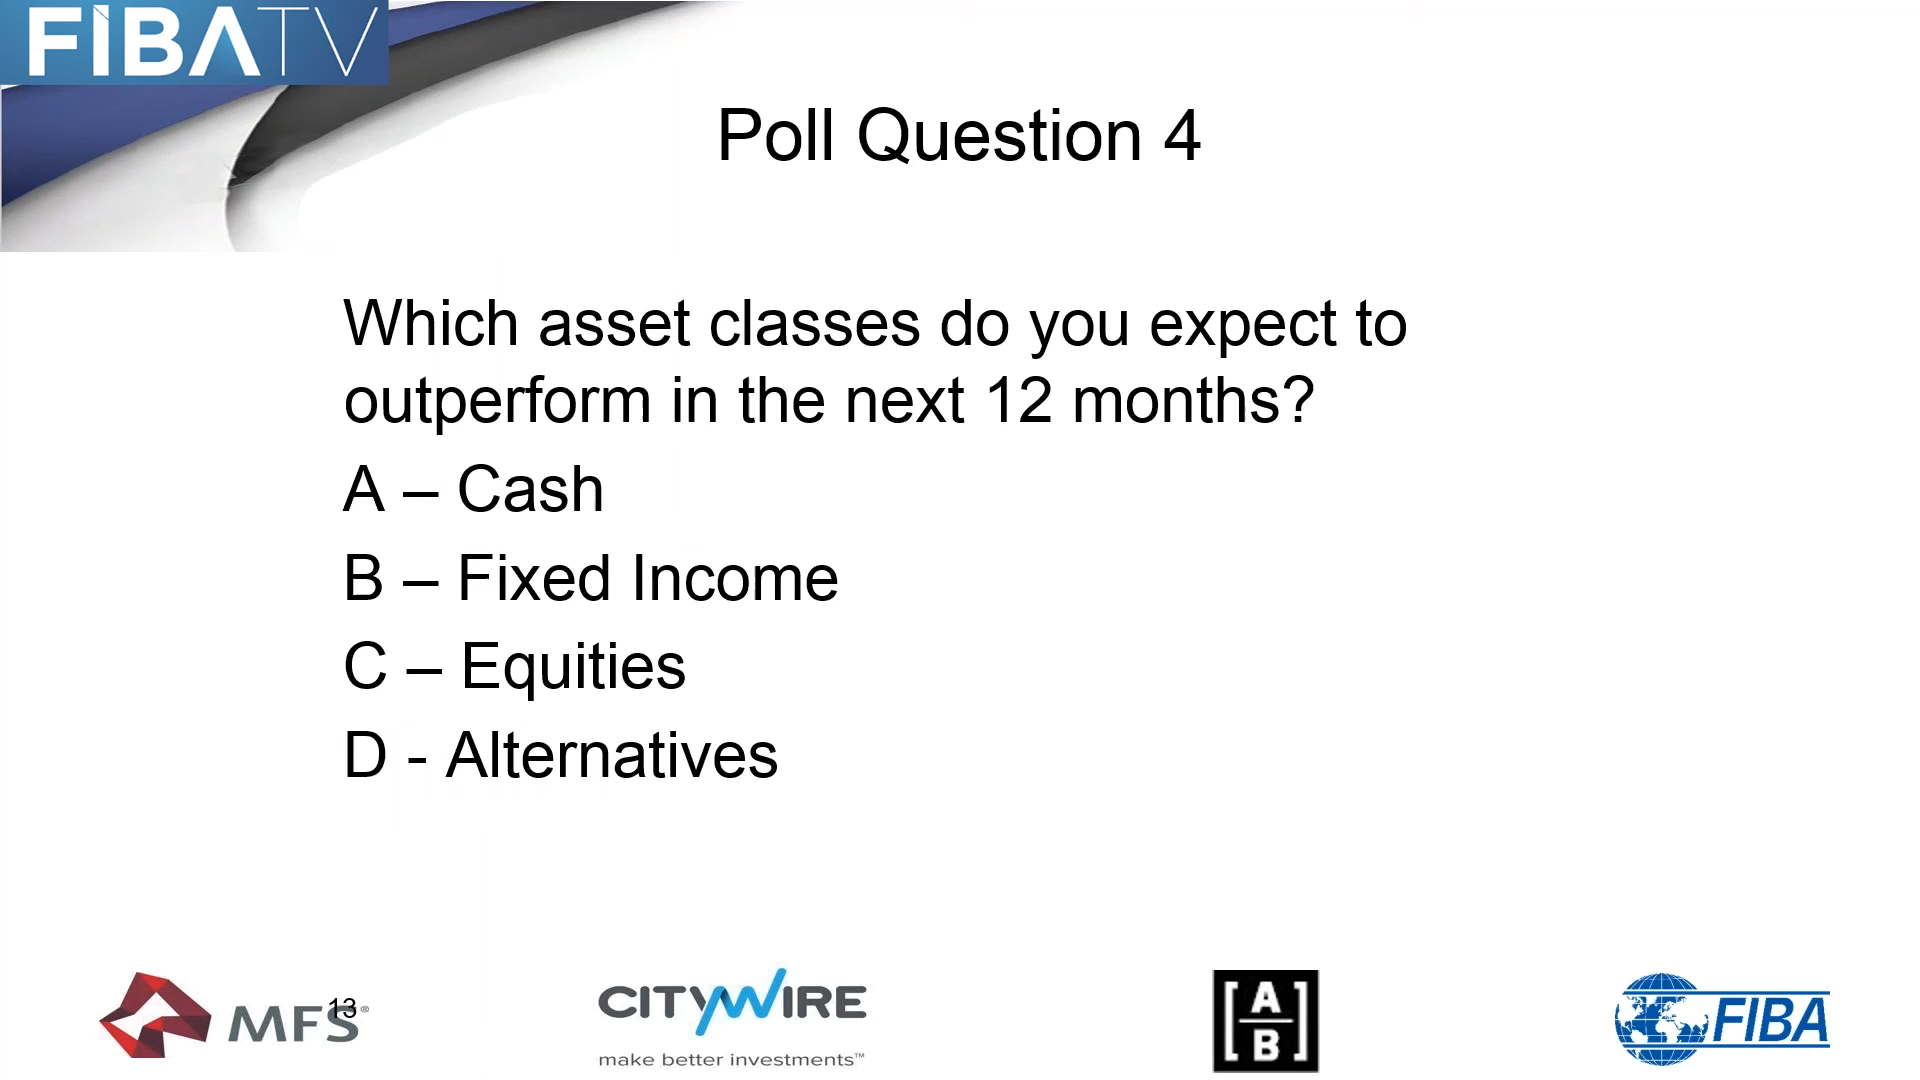 FIBATV
Poll Question 4
Which asset classes do you expect to
outperform in the next 12 months?
A – Cash
B – Fixed Income
C – Equities
D - Alternatives
MFS®
13
CITYWIRE
make better investments™
[A
B]
FIBA